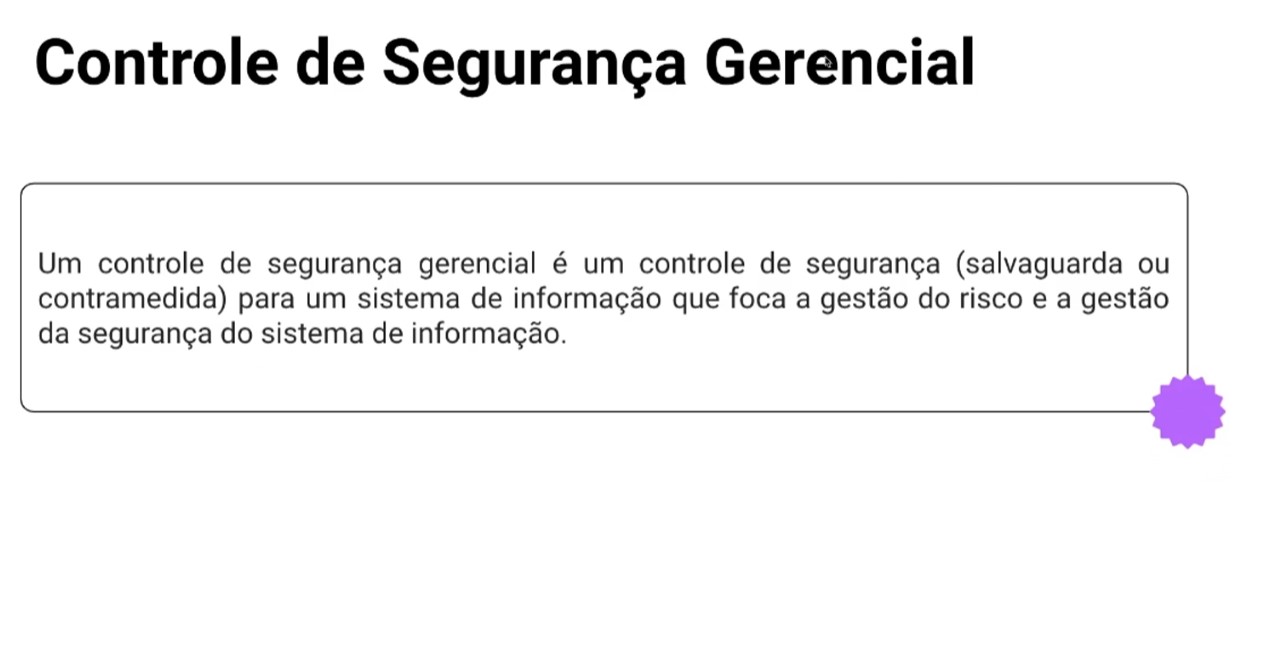 Controle de Segurança Gerencial
Um controle de segurança gerencial é um controle de segurança (salvaguarda ou
contramedida) para um sistema de informação que foca a gestão do risco e a gestão
da segurança do sistema de informação.